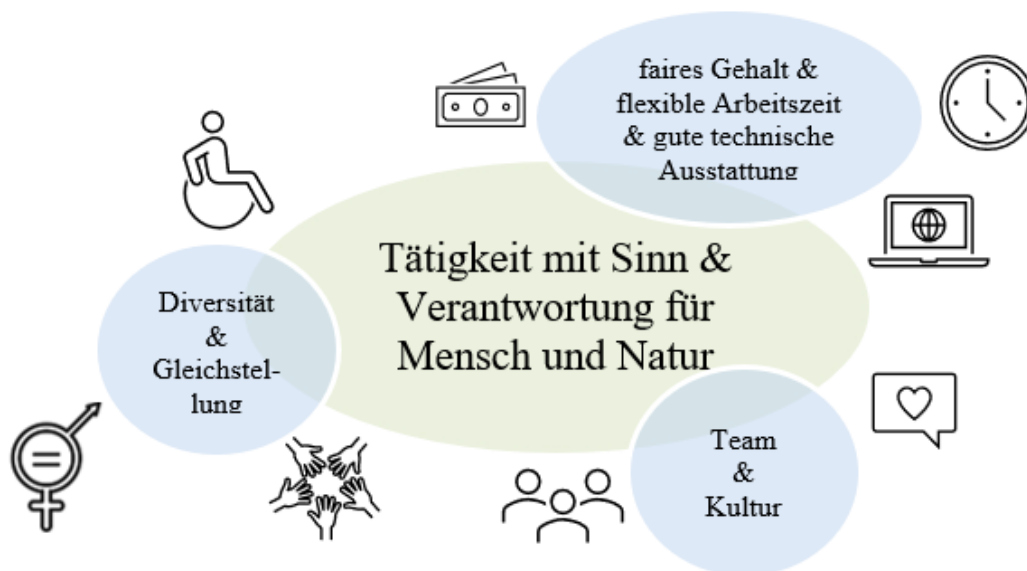 faires Gehalt &
flexible Arbeitszeit
& gute technische
Ausstattung
Tätigkeit mit Sinn &
Verantwortung für
Mensch und Natur
Diversität
&
Gleichstel-
lung
Team
&
Kultur